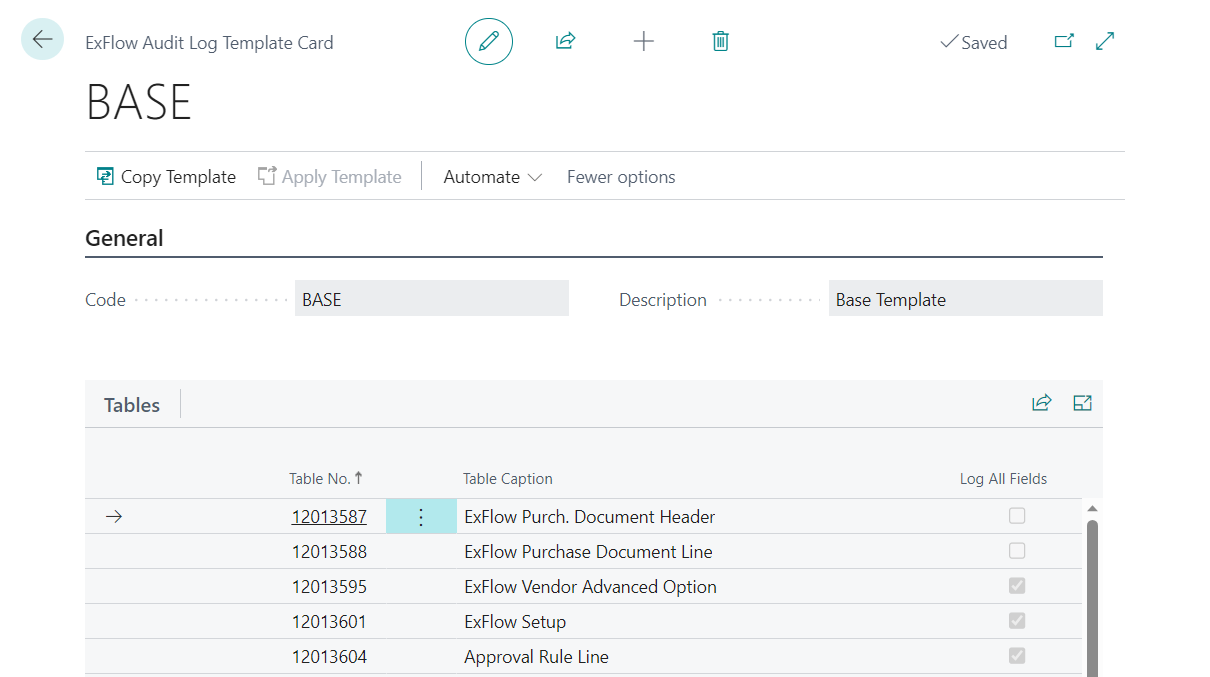 ExFlow Audit Log Template Card
Saved
BASE
Copy Template Apply Template Automate Fewer options
General
Code BASE Description Base Template
Tables
Table No. ↑ Table Caption Log All Fields
12013587 ExFlow Purch. Document Header
12013588 ExFlow Purchase Document Line
12013595 ExFlow Vendor Advanced Option
12013601 ExFlow Setup
12013604 Approval Rule Line